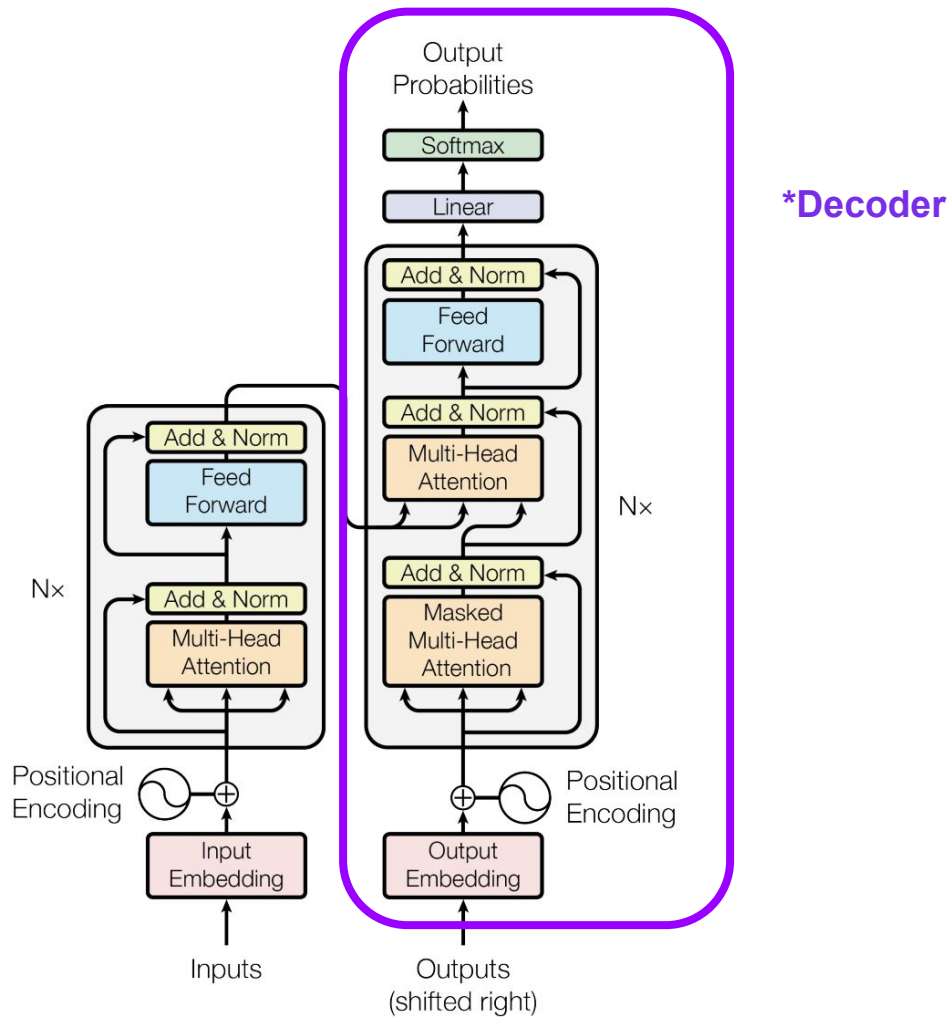 Output
Probabilities
Softmax
Linear
*Decoder
Add & Norm
Feed
Forward
Add & Norm
Multi-Head
Attention
N×
Add & Norm
Masked
Multi-Head
Attention
Positional
Encoding
Output
Embedding
Outputs
(shifted right)
Add & Norm
Feed
Forward
N×
Add & Norm
Multi-Head
Attention
Positional
Encoding
Input
Embedding
Inputs